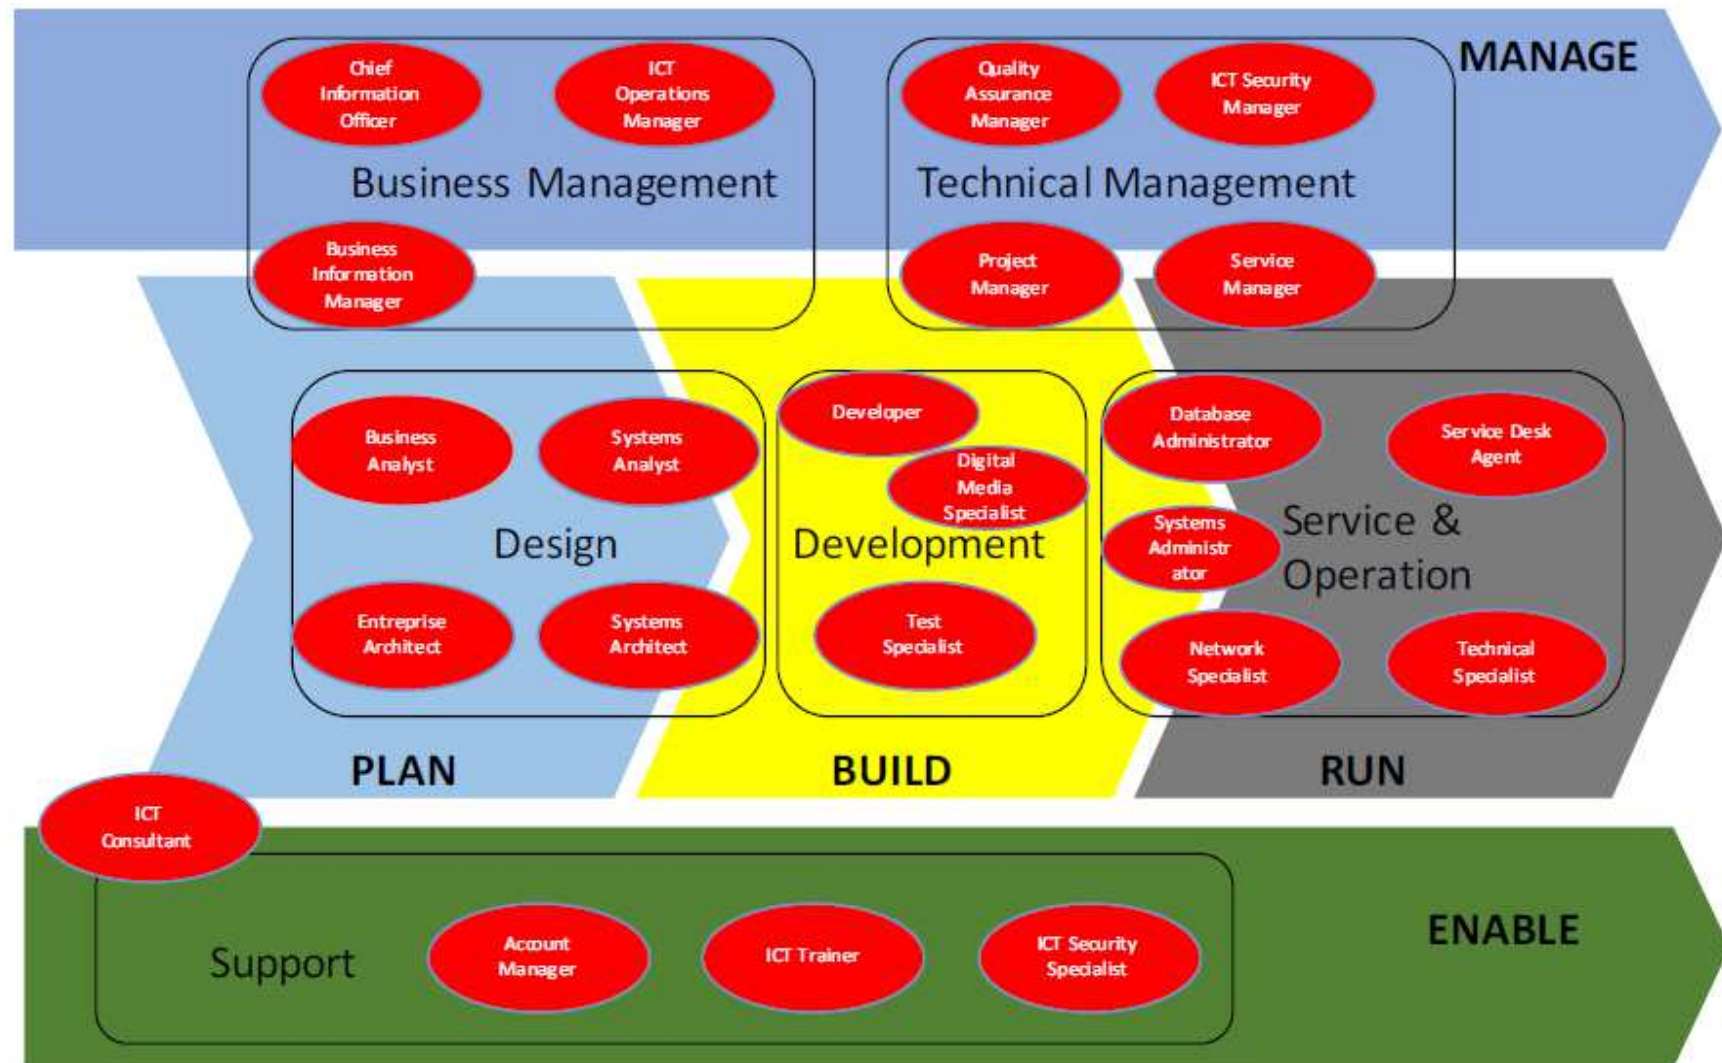 MANAGE
Chief
Information
Officer
ICT
Operations
Manager
Business Management
Business
Information
Manager
Quality
Assurance
Manager
ICT Security
Manager
Technical Management
Project
Manager
Service
Manager
Business
Analyst
Systems
Analyst
Design
Entreprise
Architect
Systems
Architect
PLAN
Developer
Digital
Media
Specialist
Development
Test
Specialist
BUILD
Database
Administrator
Service Desk
Agent
Systems
Administr
ator
Service &
Operation
Network
Specialist
Technical
Specialist
RUN
ICT
Consultant
Support
Account
Manager
ICT Trainer
ICT Security
Specialist
ENABLE